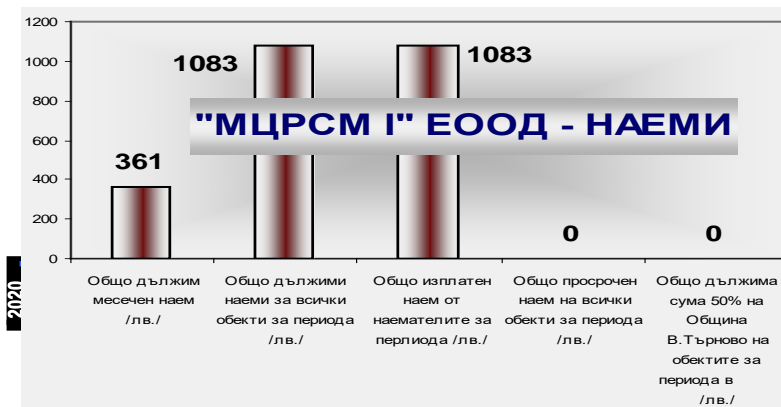 1200
1000
800
600
400
200
0
361
1083
1083
0
0
"МЦРСМ I" ЕООД - НАЕМИ
2020
Общо дължим
месечен наем
/лв./
Общо дължими
наеми за всички
обекти за периода
/лв./
Общо изплатен
наем от
наемателите за
перлиода /лв./
Общо просрочен
наем на всички
обекти за периода
/лв./
Общо дължима
сума 50% на
Община
В.Търново на
обектите за
периода в
/лв./